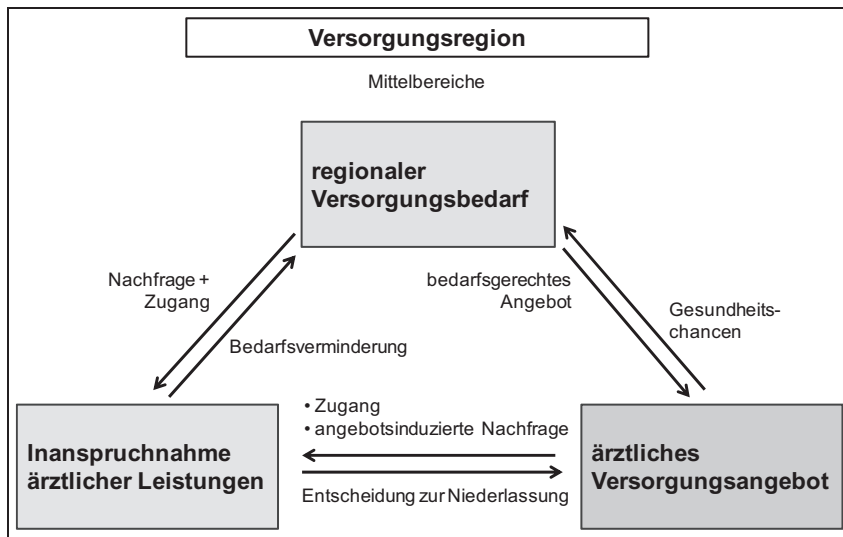 Versorgungsregion
Mittelbereiche
regionaler
Versorgungsbedarf
Nachfrage +
Zugang
Bedarfsverminderung
bedarfsgerechtes
Angebot
Gesundheits-
chancen
Inanspruchnahme
ärztlicher Leistungen
• Zugang
• angebotsinduzierte Nachfrage
Entscheidung zur Niederlassung
ärztliches
Versorgungsangebot